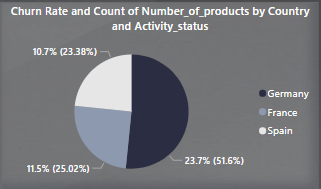 Churn Rate and Count of Number_of_products by Country
and Activity_status
10.7% (23.38%)
Germany
France
Spain
11.5% (25.02%)
23.7% (51.6%)